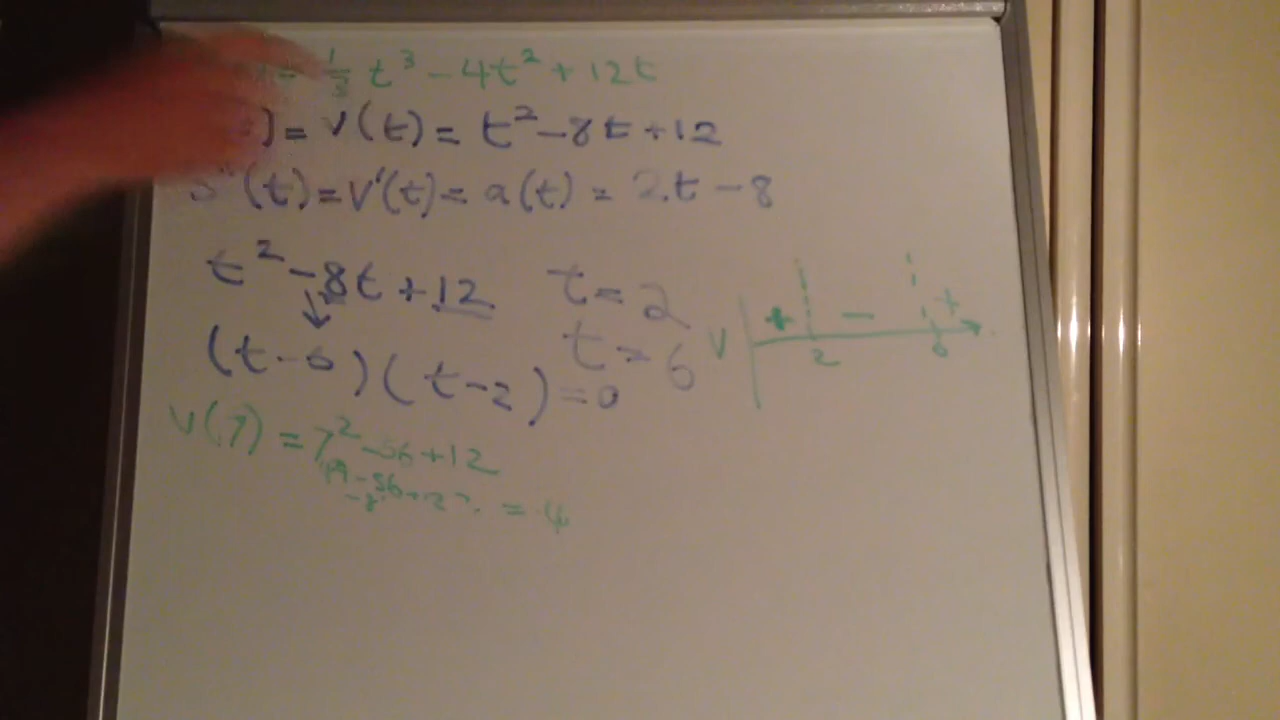 = 1/3 t³ - 4t² + 12t
) = v(t) = t² - 8t + 12
s''(t) = v'(t) = a(t) = 2t - 8
t² - 8t + 12
t = 2
(t - 6)(t - 2) = 0
t = 6
v + - +
2 6
v(7) = 7² - 56 + 12
49 - 56 + 12
= 4